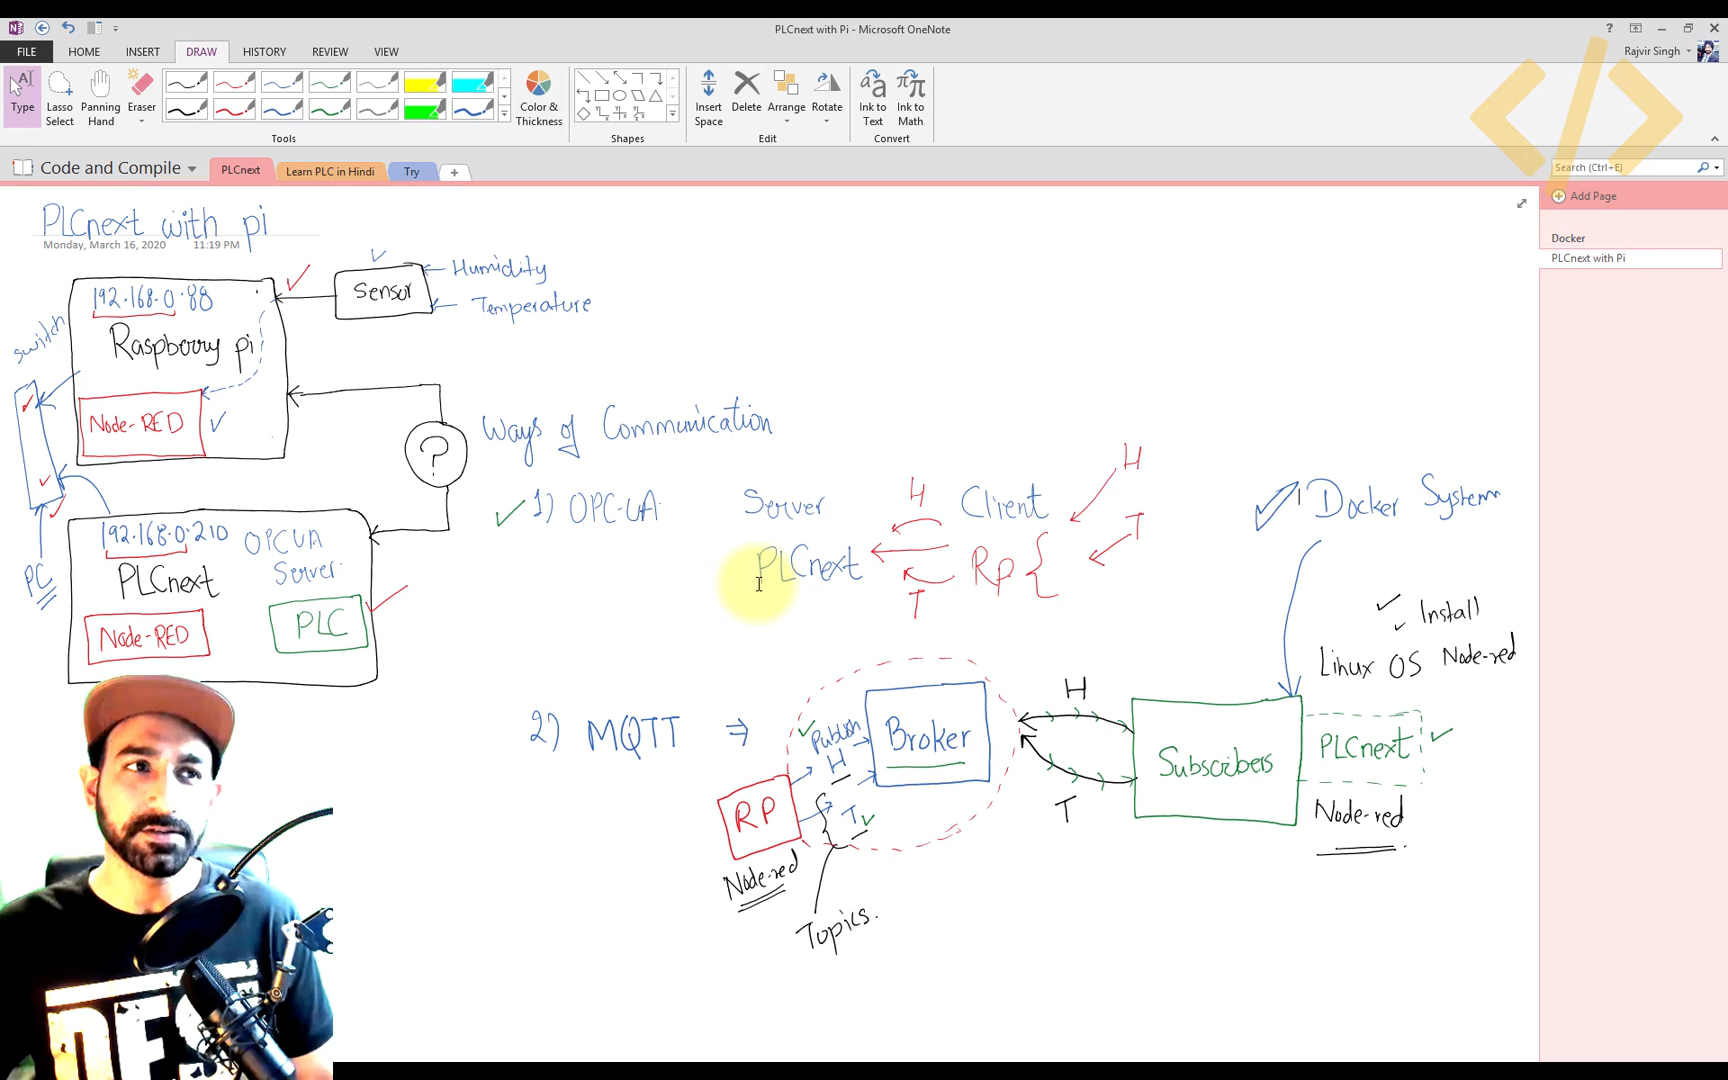 PLCnext with Pi - Microsoft OneNote
FILE HOME INSERT DRAW HISTORY REVIEW VIEW
Rajvir Singh
Type
Lasso Select
Panning Hand
Eraser
Color & Thickness
Insert Space
Delete
Arrange
Rotate
Ink to Text
Ink to Math
Tools
Shapes
Edit
Convert
Code and Compile
PLCnext
Learn PLC in Hindi
Try
Search (Ctrl+E)
Add Page
Docker
PLCnext with Pi
PLCnext with pi
Monday, March 16, 2020 11:19 PM
192.168.0.88
Raspberry pi
Node-RED
Sensor
Humidity
Temperature
switch
PC
?
192.168.0.210
OPCUA
Server
PLCnext
Node-RED
PLC
Ways of Communication
1) OPC-UA
Server
Client
PLCnext
Rp
H
T
H
T
Docker System
Install
Linux OS Node-red
2) MQTT
Publish
H
T
Broker
RP
Node-red
Topics.
H
T
Subscribers
PLCnext
Node-red
DES